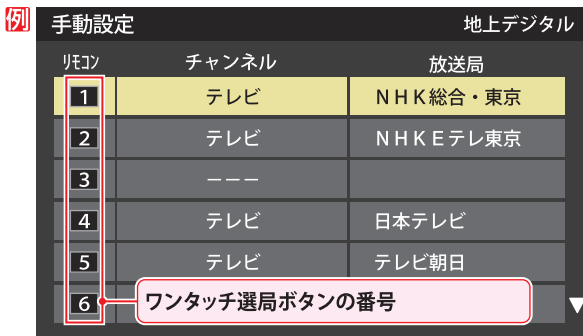 例
手動設定 地上デジタル
ﾘﾓｺﾝ チャンネル 放送局
1 テレビ ＮＨＫ総合・東京
2 テレビ ＮＨＫＥテレ東京
3 −−−
4 テレビ 日本テレビ
5 テレビ テレビ朝日
6 ワンタッチ選局ボタンの番号